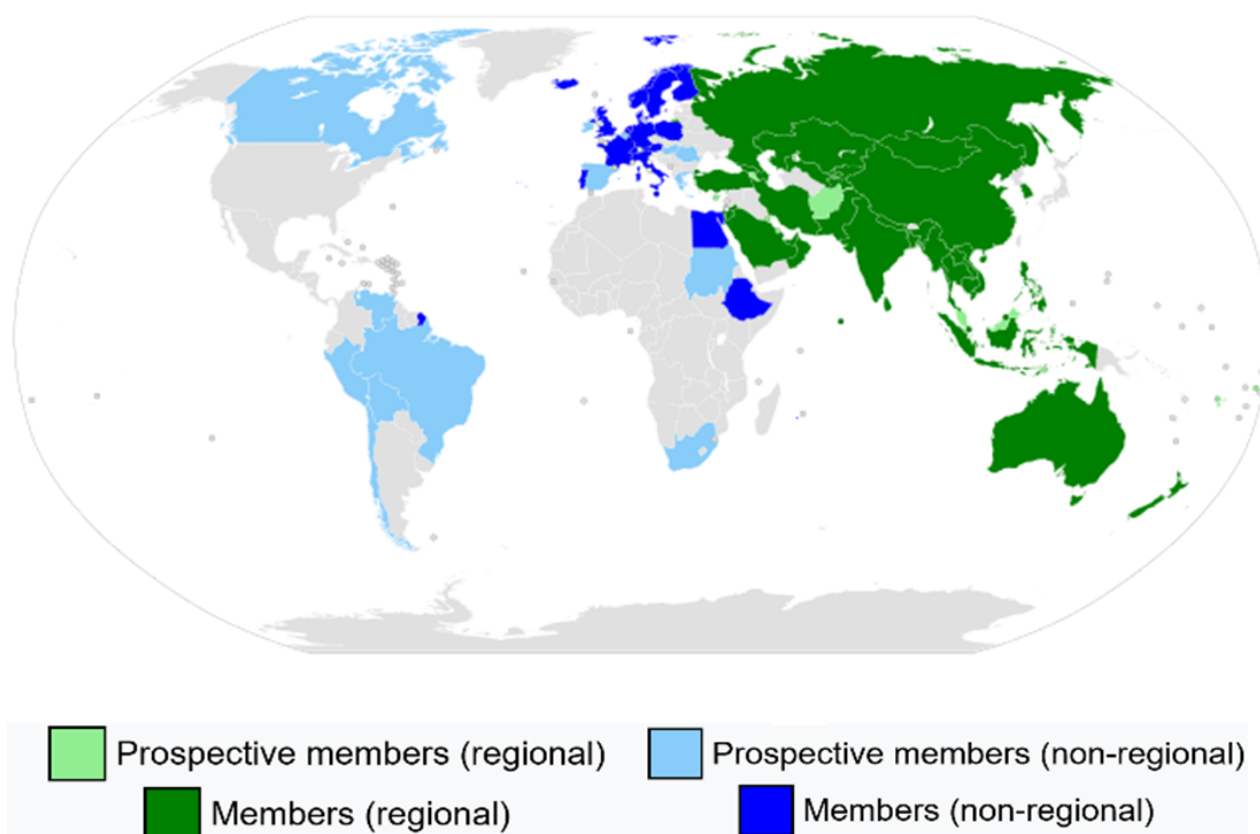 Prospective members (regional)
Prospective members (non-regional)
Members (regional)
Members (non-regional)